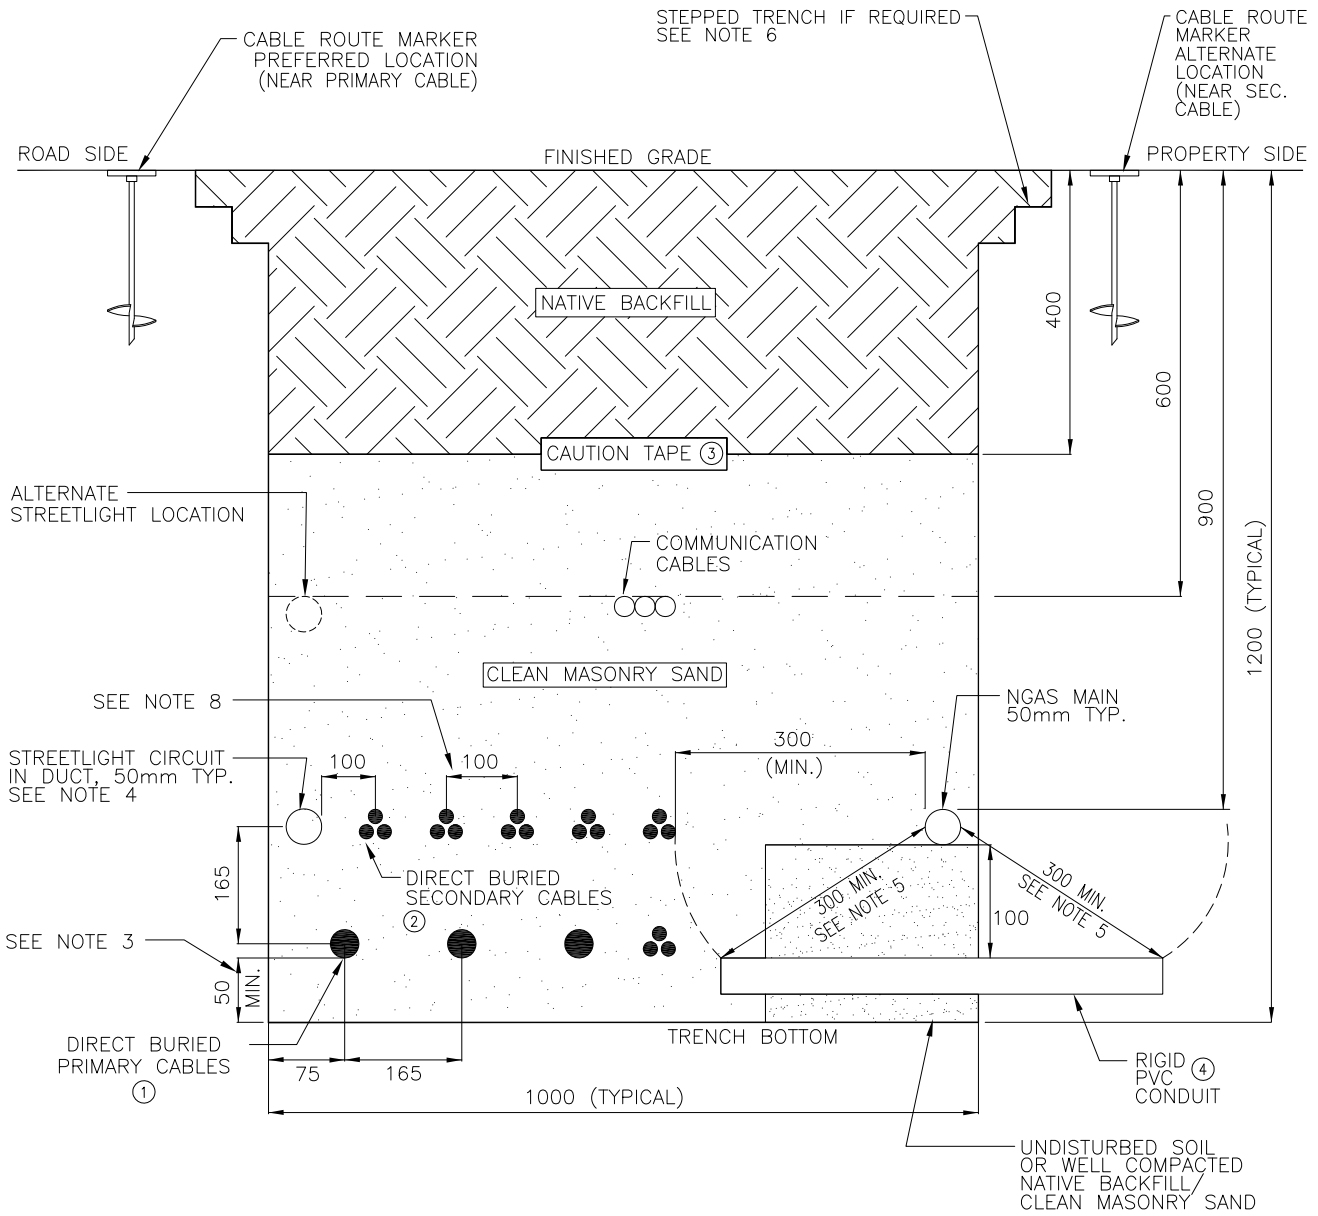 STEPPED TRENCH IF REQUIRED
SEE NOTE 6
CABLE ROUTE MARKER
PREFERRED LOCATION
(NEAR PRIMARY CABLE)
CABLE ROUTE
MARKER
ALTERNATE
LOCATION
(NEAR SEC.
CABLE)
ROAD SIDE
FINISHED GRADE
PROPERTY SIDE
NATIVE BACKFILL
400
600
900
1200 (TYPICAL)
CAUTION TAPE 3
ALTERNATE
STREETLIGHT LOCATION
COMMUNICATION
CABLES
CLEAN MASONRY SAND
SEE NOTE 8
NGAS MAIN
50mm TYP.
STREETLIGHT CIRCUIT
IN DUCT, 50mm TYP.
SEE NOTE 4
100
100
300
(MIN.)
165
DIRECT BURIED
SECONDARY CABLES
2
300 MIN.
SEE NOTE 5
300 MIN.
SEE NOTE 5
100
SEE NOTE 3
50
MIN.
TRENCH BOTTOM
DIRECT BURIED
PRIMARY CABLES
1
75
165
1000 (TYPICAL)
RIGID 4
PVC
CONDUIT
UNDISTURBED SOIL
OR WELL COMPACTED
NATIVE BACKFILL/
CLEAN MASONRY SAND